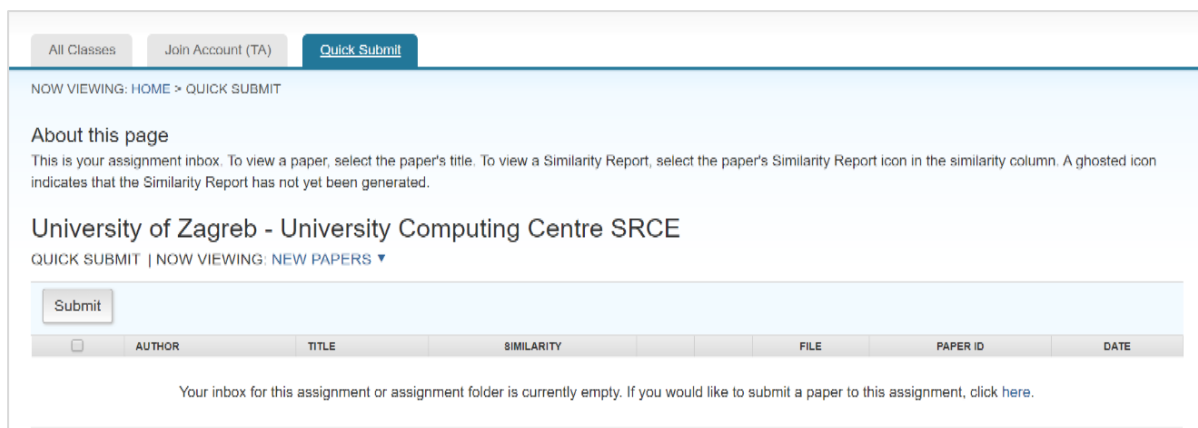 All Classes Join Account (TA) Quick Submit
NOW VIEWING: HOME > QUICK SUBMIT
About this page
This is your assignment inbox. To view a paper, select the paper's title. To view a Similarity Report, select the paper's Similarity Report icon in the similarity column. A ghosted icon
indicates that the Similarity Report has not yet been generated.
University of Zagreb - University Computing Centre SRCE
QUICK SUBMIT | NOW VIEWING: NEW PAPERS ▼
Submit
AUTHOR TITLE SIMILARITY FILE PAPER ID DATE
Your inbox for this assignment or assignment folder is currently empty. If you would like to submit a paper to this assignment, click here.